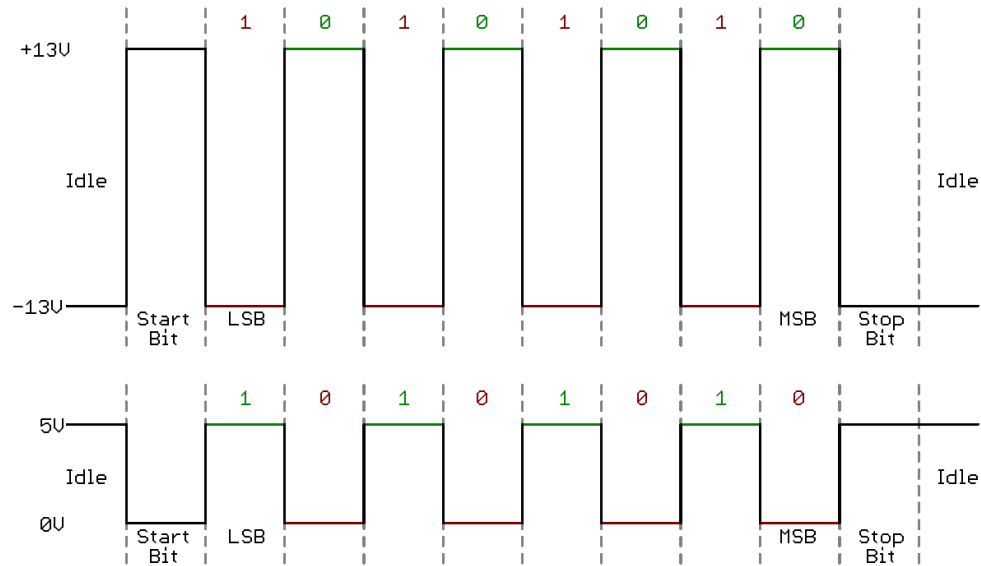 1 0 1 0 1 0 1 0
+13V
Idle Idle
-13V
Start LSB MSB Stop
Bit Bit
1 0 1 0 1 0 1 0
5V
Idle Idle
0V
Start LSB MSB Stop
Bit Bit